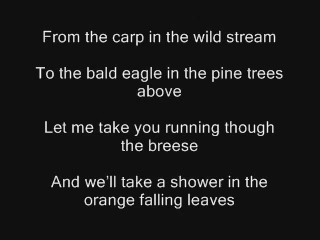 From the carp in the wild stream
To the bald eagle in the pine trees
above
Let me take you running though
the breese
And we'll take a shower in the
orange falling leaves